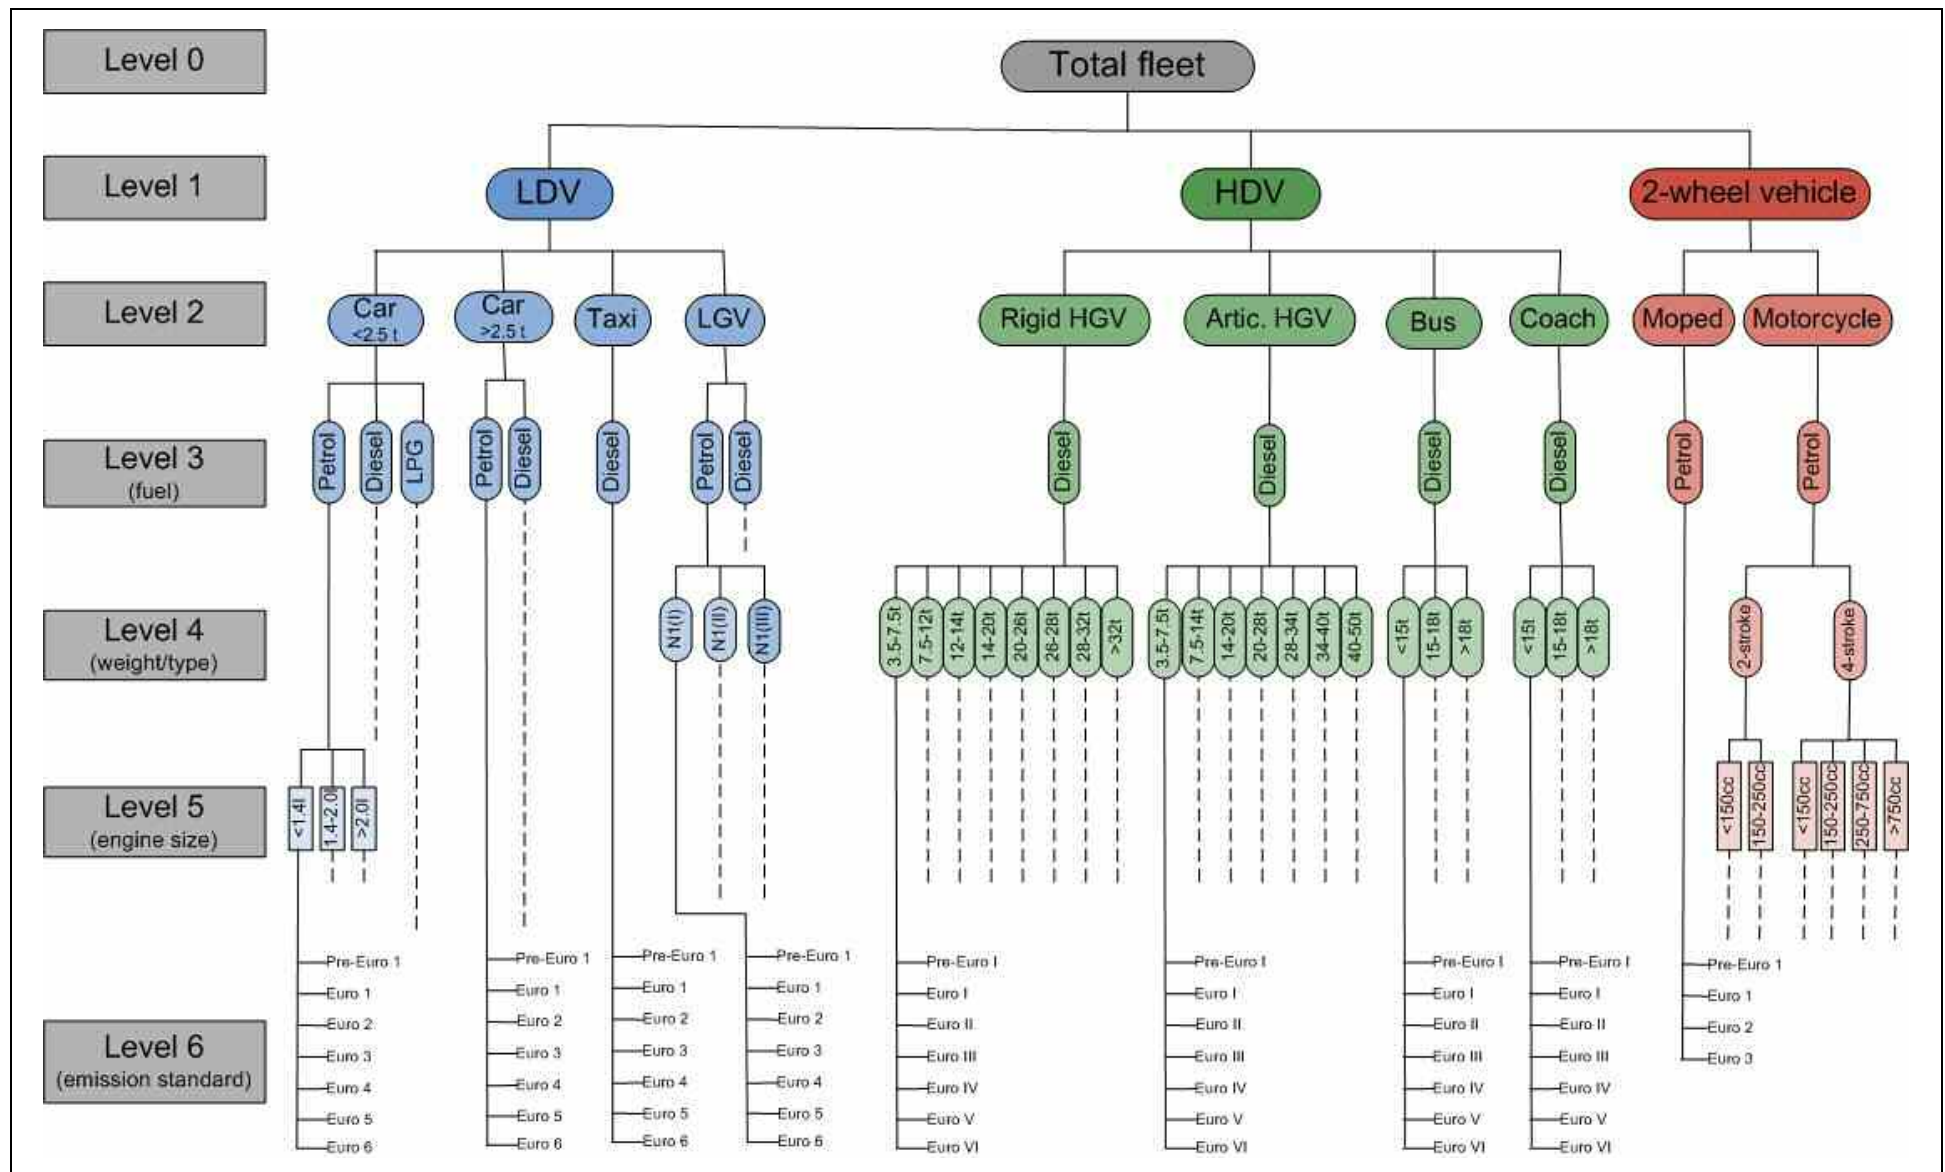 Level 0
Total fleet
Level 1
LDV
HDV
2-wheel vehicle
Level 2
Car
<2.5 t
Car
>2.5 t
Taxi
LGV
Rigid HGV
Artic. HGV
Bus
Coach
Moped
Motorcycle
Level 3
(fuel)
Petrol
Diesel
LPG
Petrol
Diesel
Diesel
Petrol
Diesel
Diesel
Diesel
Diesel
Diesel
Petrol
Petrol
Level 4
(weight/type)
N1(I)
N1(II)
N1(III)
3.5-7.5t
7.5-12t
12-14t
14-20t
20-26t
26-28t
28-32t
>32t
3.5-7.5t
7.5-14t
14-20t
20-28t
28-34t
34-40t
40-50t
<15t
15-18t
>18t
<15t
15-18t
>18t
2-stroke
4-stroke
Level 5
(engine size)
<1.4l
1.4-2.0l
>2.0l
<150cc
150-250cc
<150cc
150-250cc
250-750cc
>750cc
Level 6
(emission standard)
Pre-Euro 1
Euro 1
Euro 2
Euro 3
Euro 4
Euro 5
Euro 6
Pre-Euro 1
Euro 1
Euro 2
Euro 3
Euro 4
Euro 5
Euro 6
Pre-Euro 1
Euro 1
Euro 2
Euro 3
Euro 4
Euro 5
Euro 6
Pre-Euro 1
Euro 1
Euro 2
Euro 3
Euro 4
Euro 5
Euro 6
Pre-Euro I
Euro I
Euro II
Euro III
Euro IV
Euro V
Euro VI
Pre-Euro I
Euro I
Euro II
Euro III
Euro IV
Euro V
Euro VI
Pre-Euro I
Euro I
Euro II
Euro III
Euro IV
Euro V
Euro VI
Pre-Euro I
Euro I
Euro II
Euro III
Euro IV
Euro V
Euro VI
Pre-Euro 1
Euro 1
Euro 2
Euro 3